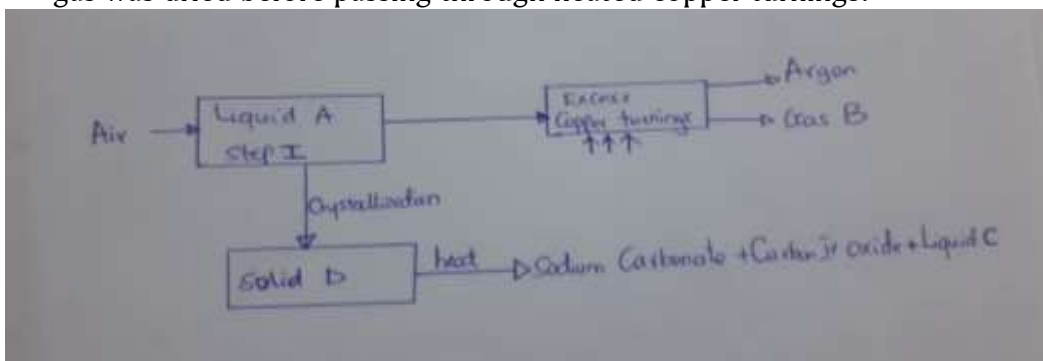 gas was dried before passing through heated copper turnings.
Air
Liquid A
Step I
Excess
Copper turnings
Argon
Gas B
Crystallisation
Solid D
heat
Sodium Carbonate + Carbon iv oxide + Liquid C